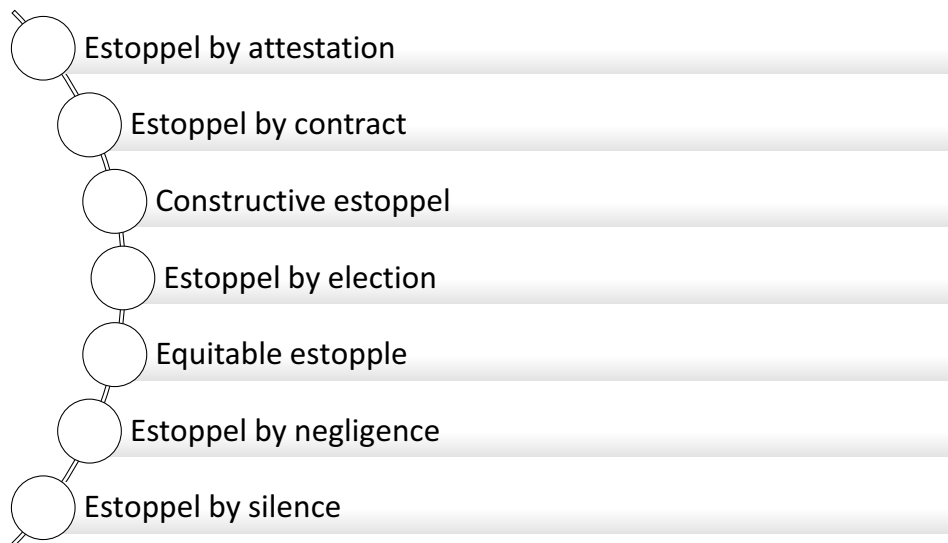 Estoppel by attestation
Estoppel by contract
Constructive estoppel
Estoppel by election
Equitable estopple
Estoppel by negligence
Estoppel by silence